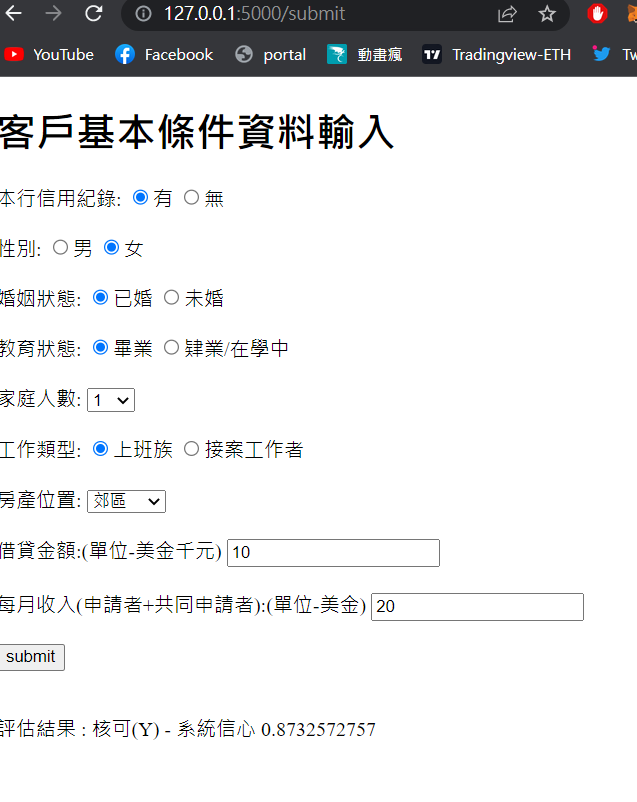 127.0.0.1:5000/submit
YouTube Facebook portal 動畫瘋 Tradingview-ETH Tw
客戶基本條件資料輸入
本行信用紀錄: 有 無
性別: 男 女
婚姻狀態: 已婚 未婚
教育狀態: 畢業 肄業/在學中
家庭人數: 1
工作類型: 上班族 接案工作者
房產位置: 郊區
借貸金額:(單位-美金千元) 10
每月收入(申請者+共同申請者):(單位-美金) 20
submit
評估結果 : 核可(Y) - 系統信心 0.8732572757